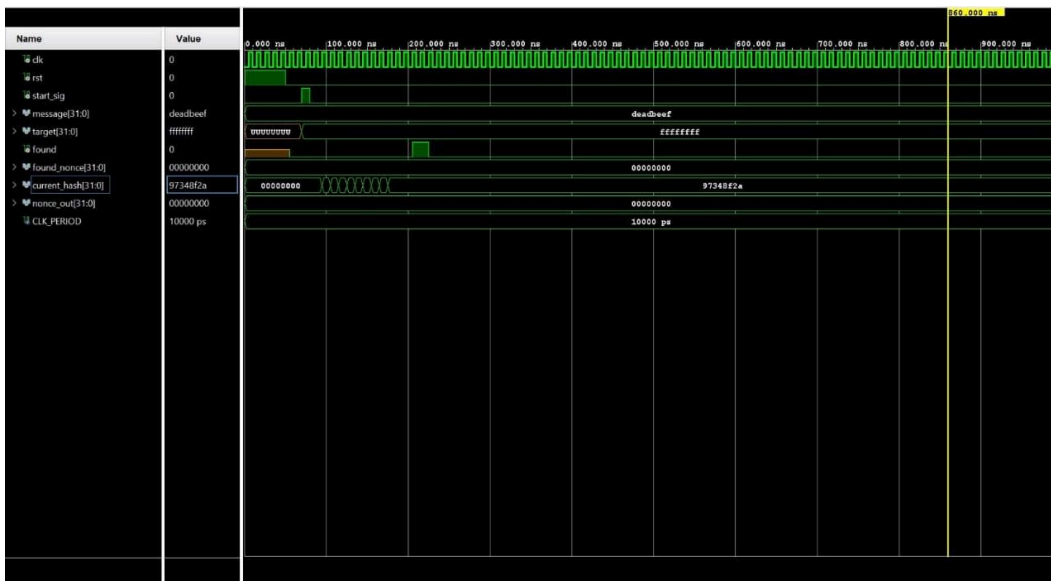 860.000 ns
Name Value
0.000 ns 100.000 ns 200.000 ns 300.000 ns 400.000 ns 500.000 ns 600.000 ns 700.000 ns 800.000 ns 900.000 ns
clk 0
rst 0
start_sig 0
message[31:0] deadbeef deadbeef
target[31:0] ffffffff UUUUUUUU ffffffff
found 0
found_nonce[31:0] 00000000 00000000
current_hash[31:0] 97348f2a 00000000 97348f2a
nonce_out[31:0] 00000000 00000000
CLK_PERIOD 10000 ps 10000 ps